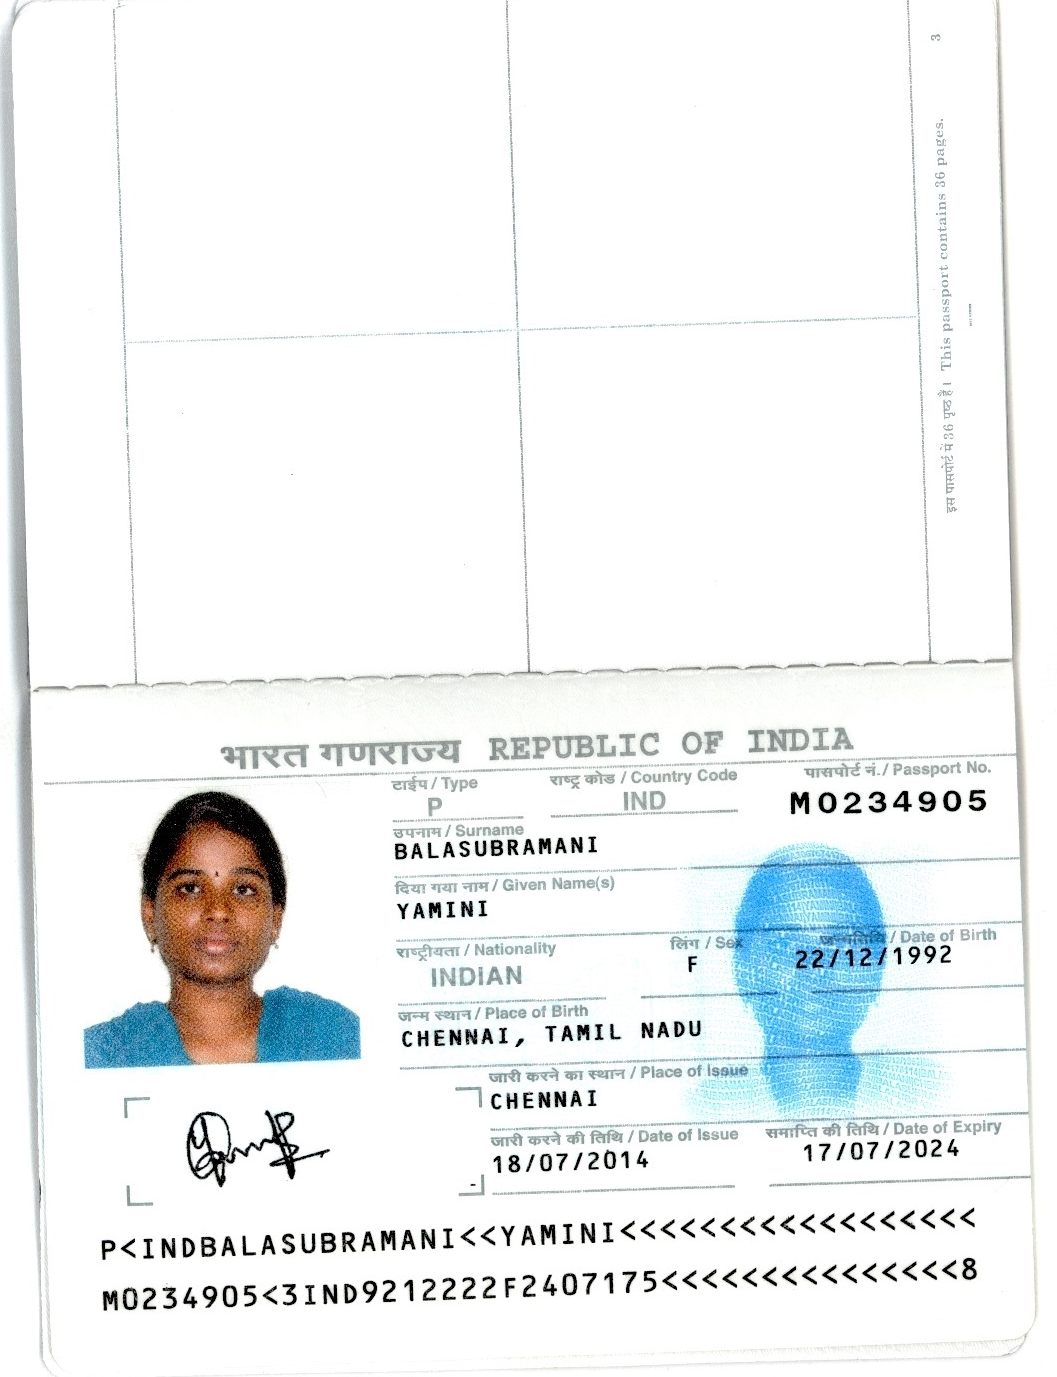 3
इस पासपोर्ट में 36 पृष्ठ हैं। This passport contains 36 pages.
भारत गणराज्य REPUBLIC OF INDIA
टाईप / Type
राष्ट्र कोड / Country Code
पासपोर्ट नं. / Passport No.
P
IND
M0234905
उपनाम / Surname
BALASUBRAMANI
दिया गया नाम / Given Name(s)
YAMINI
राष्ट्रीयता / Nationality
लिंग / Sex
जन्मतिथि / Date of Birth
INDIAN
F
22/12/1992
जन्म स्थान / Place of Birth
CHENNAI, TAMIL NADU
जारी करने का स्थान / Place of Issue
CHENNAI
जारी करने की तिथि / Date of Issue
समाप्ति की तिथि / Date of Expiry
18/07/2014
17/07/2024
P<INDBALASUBRAMANI<<YAMINI<<<<<<<<<<<<<<<<<<
M0234905<3IND9212222F2407175<<<<<<<<<<<<<<<8